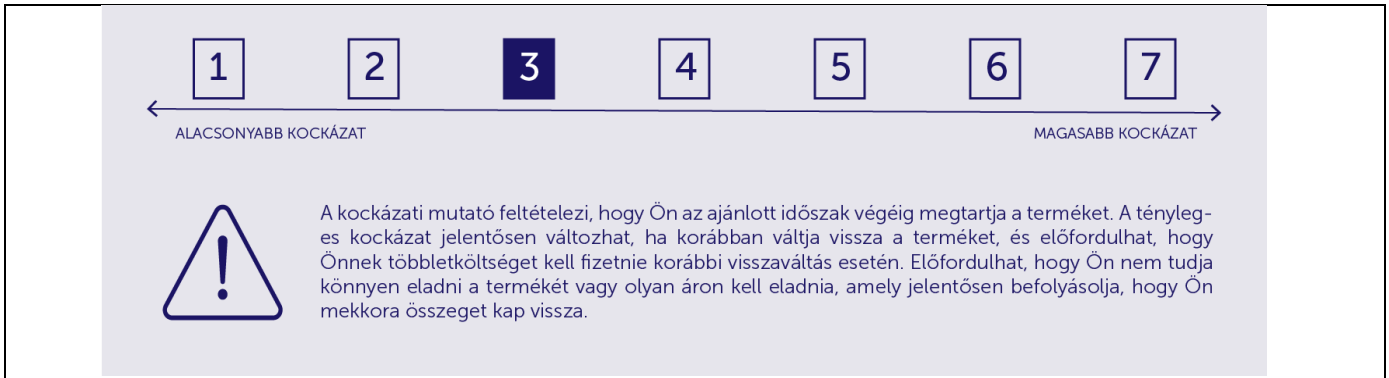 1 2 3 4 5 6 7
ALACSONYABB KOCKÁZAT MAGASABB KOCKÁZAT
A kockázati mutató feltételezi, hogy Ön az ajánlott időszak végéig megtartja a terméket. A tényleg-
es kockázat jelentősen változhat, ha korábban váltja vissza a terméket, és előfordulhat, hogy
Önnek többletköltséget kell fizetnie korábbi visszaváltás esetén. Előfordulhat, hogy Ön nem tudja
könnyen eladni a termékét vagy olyan áron kell eladnia, amely jelentősen befolyásolja, hogy Ön
mekkora összeget kap vissza.